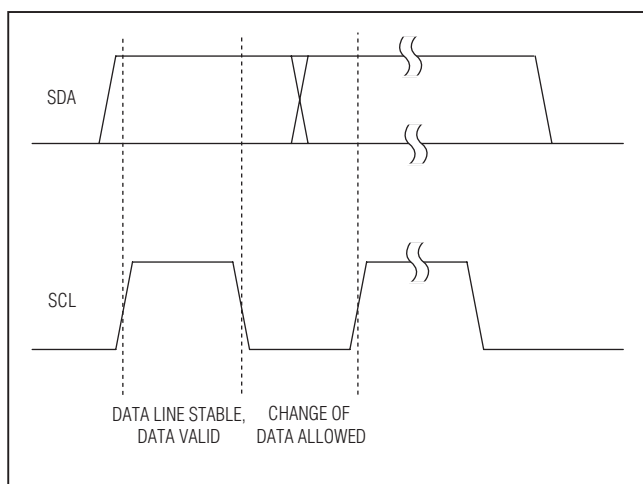 SDA
SCL
DATA LINE STABLE,
DATA VALID
CHANGE OF
DATA ALLOWED